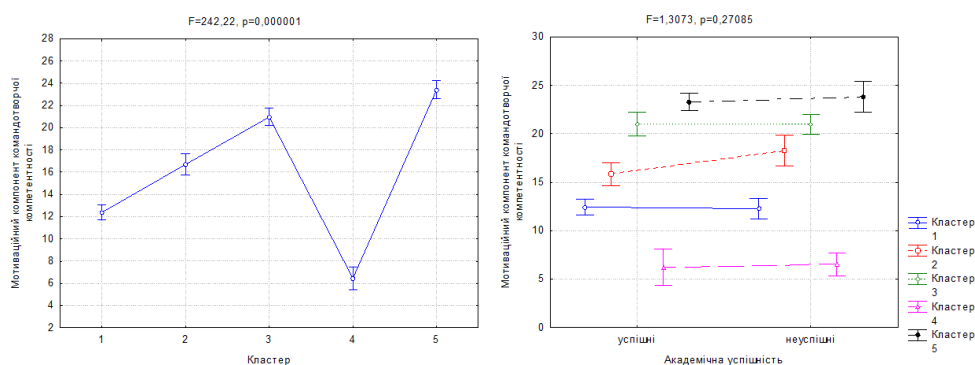 F=242,22, p=0,000001
28
26
24
22
20
18
16
14
12
10
8
6
4
2
Мотиваційний компонент командотворчої
компетентності
1 2 3 4 5
Кластер
F=1,3073, p=0,27085
30
25
20
15
10
5
0
Мотиваційний компонент командотворчої
компетентності
успішні неуспішні
Академічна успішність
Кластер
1
Кластер
2
Кластер
3
Кластер
4
Кластер
5